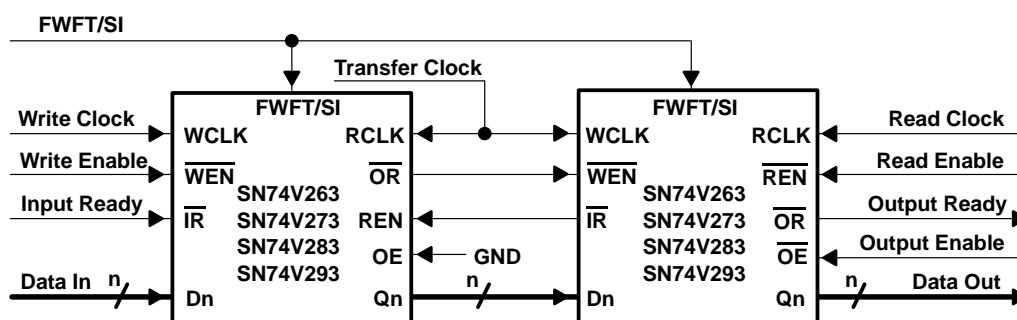 FWFT/SI
Transfer Clock
FWFT/SI FWFT/SI
Write Clock WCLK RCLK WCLK RCLK Read Clock
Write Enable WEN OR WEN REN Read Enable
SN74V263 SN74V263
Input Ready IR SN74V273 REN IR SN74V273 OR Output Ready
SN74V283 OE GND SN74V283 OE Output Enable
SN74V293 SN74V293
Data In n Dn Qn n Dn Qn n Data Out